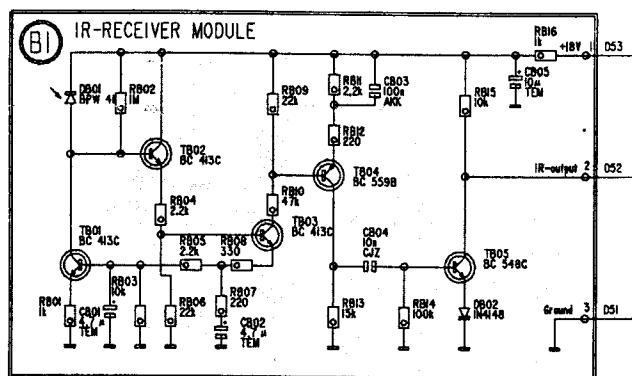 B1 IR-RECEIVER MODULE
RB16
1k
+18V 1 D53
DB01
BPW 41
RB02
1M
TB02
BC 413C
RB09
22k
RB11
2,2k
CB03
100n
AKK
RB12
220
RB15
10k
CB05
10µ
TEM
RB04
2.2k
RB10
47k
TB04
BC 559B
IR-output 2 D52
TB01
BC 413C
RB05
2.2k
RB08
330
TB03
BC 413C
CB04
10n
CJZ
TB05
BC 548C
RB01
1k
CB01
4.7µ
TEM
RB03
10k
RB06
22k
RB07
220
CB02
4.7µ
TEM
RB13
15k
RB14
100k
DB02
1N4148
Ground 3 D51